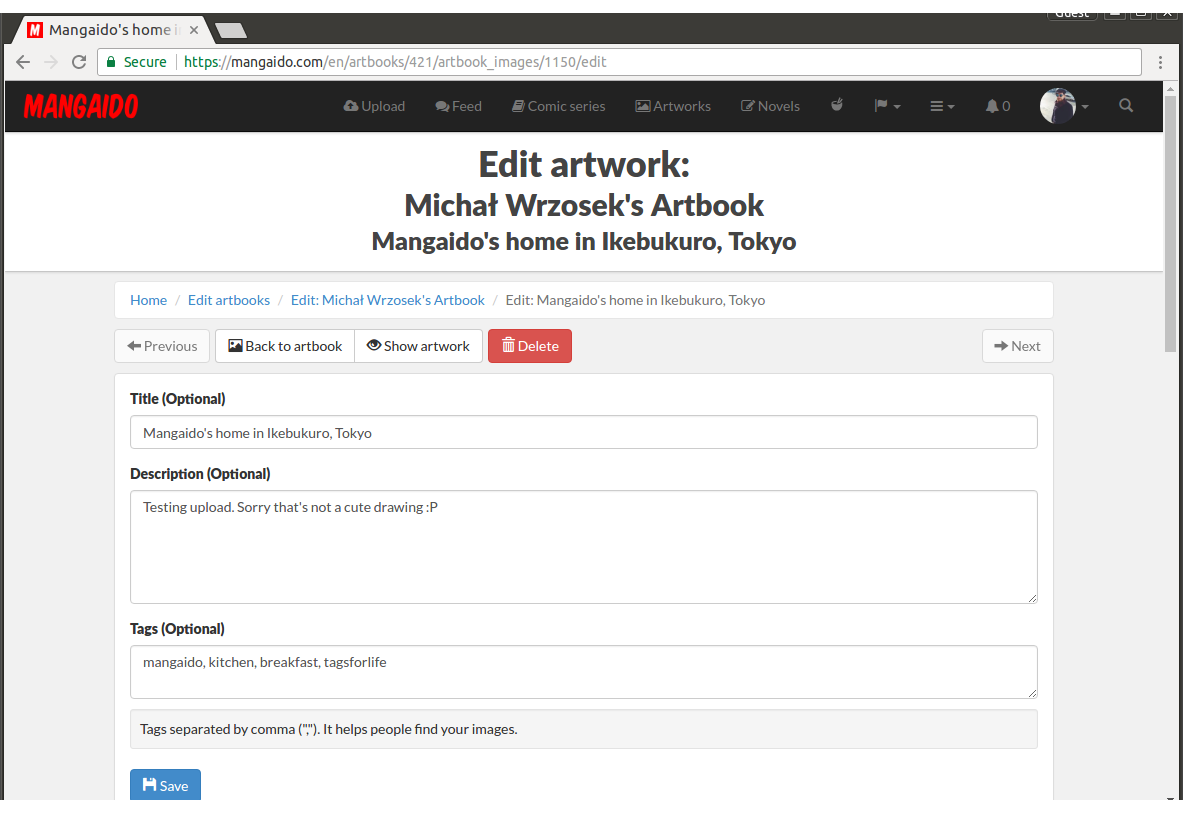 Guest
M Mangaido's home i ×
Secure | https://mangaido.com/en/artbooks/421/artbook_images/1150/edit
MANGAIDO Upload Feed Comic series Artworks Novels 0
Edit artwork:
Michał Wrzosek's Artbook
Mangaido's home in Ikebukuro, Tokyo
Home / Edit artbooks / Edit: Michał Wrzosek's Artbook / Edit: Mangaido's home in Ikebukuro, Tokyo
Previous Back to artbook Show artwork Delete Next
Title (Optional)
Mangaido's home in Ikebukuro, Tokyo
Description (Optional)
Testing upload. Sorry that's not a cute drawing :P
Tags (Optional)
mangaido, kitchen, breakfast, tagsforlife
Tags separated by comma (","). It helps people find your images.
Save